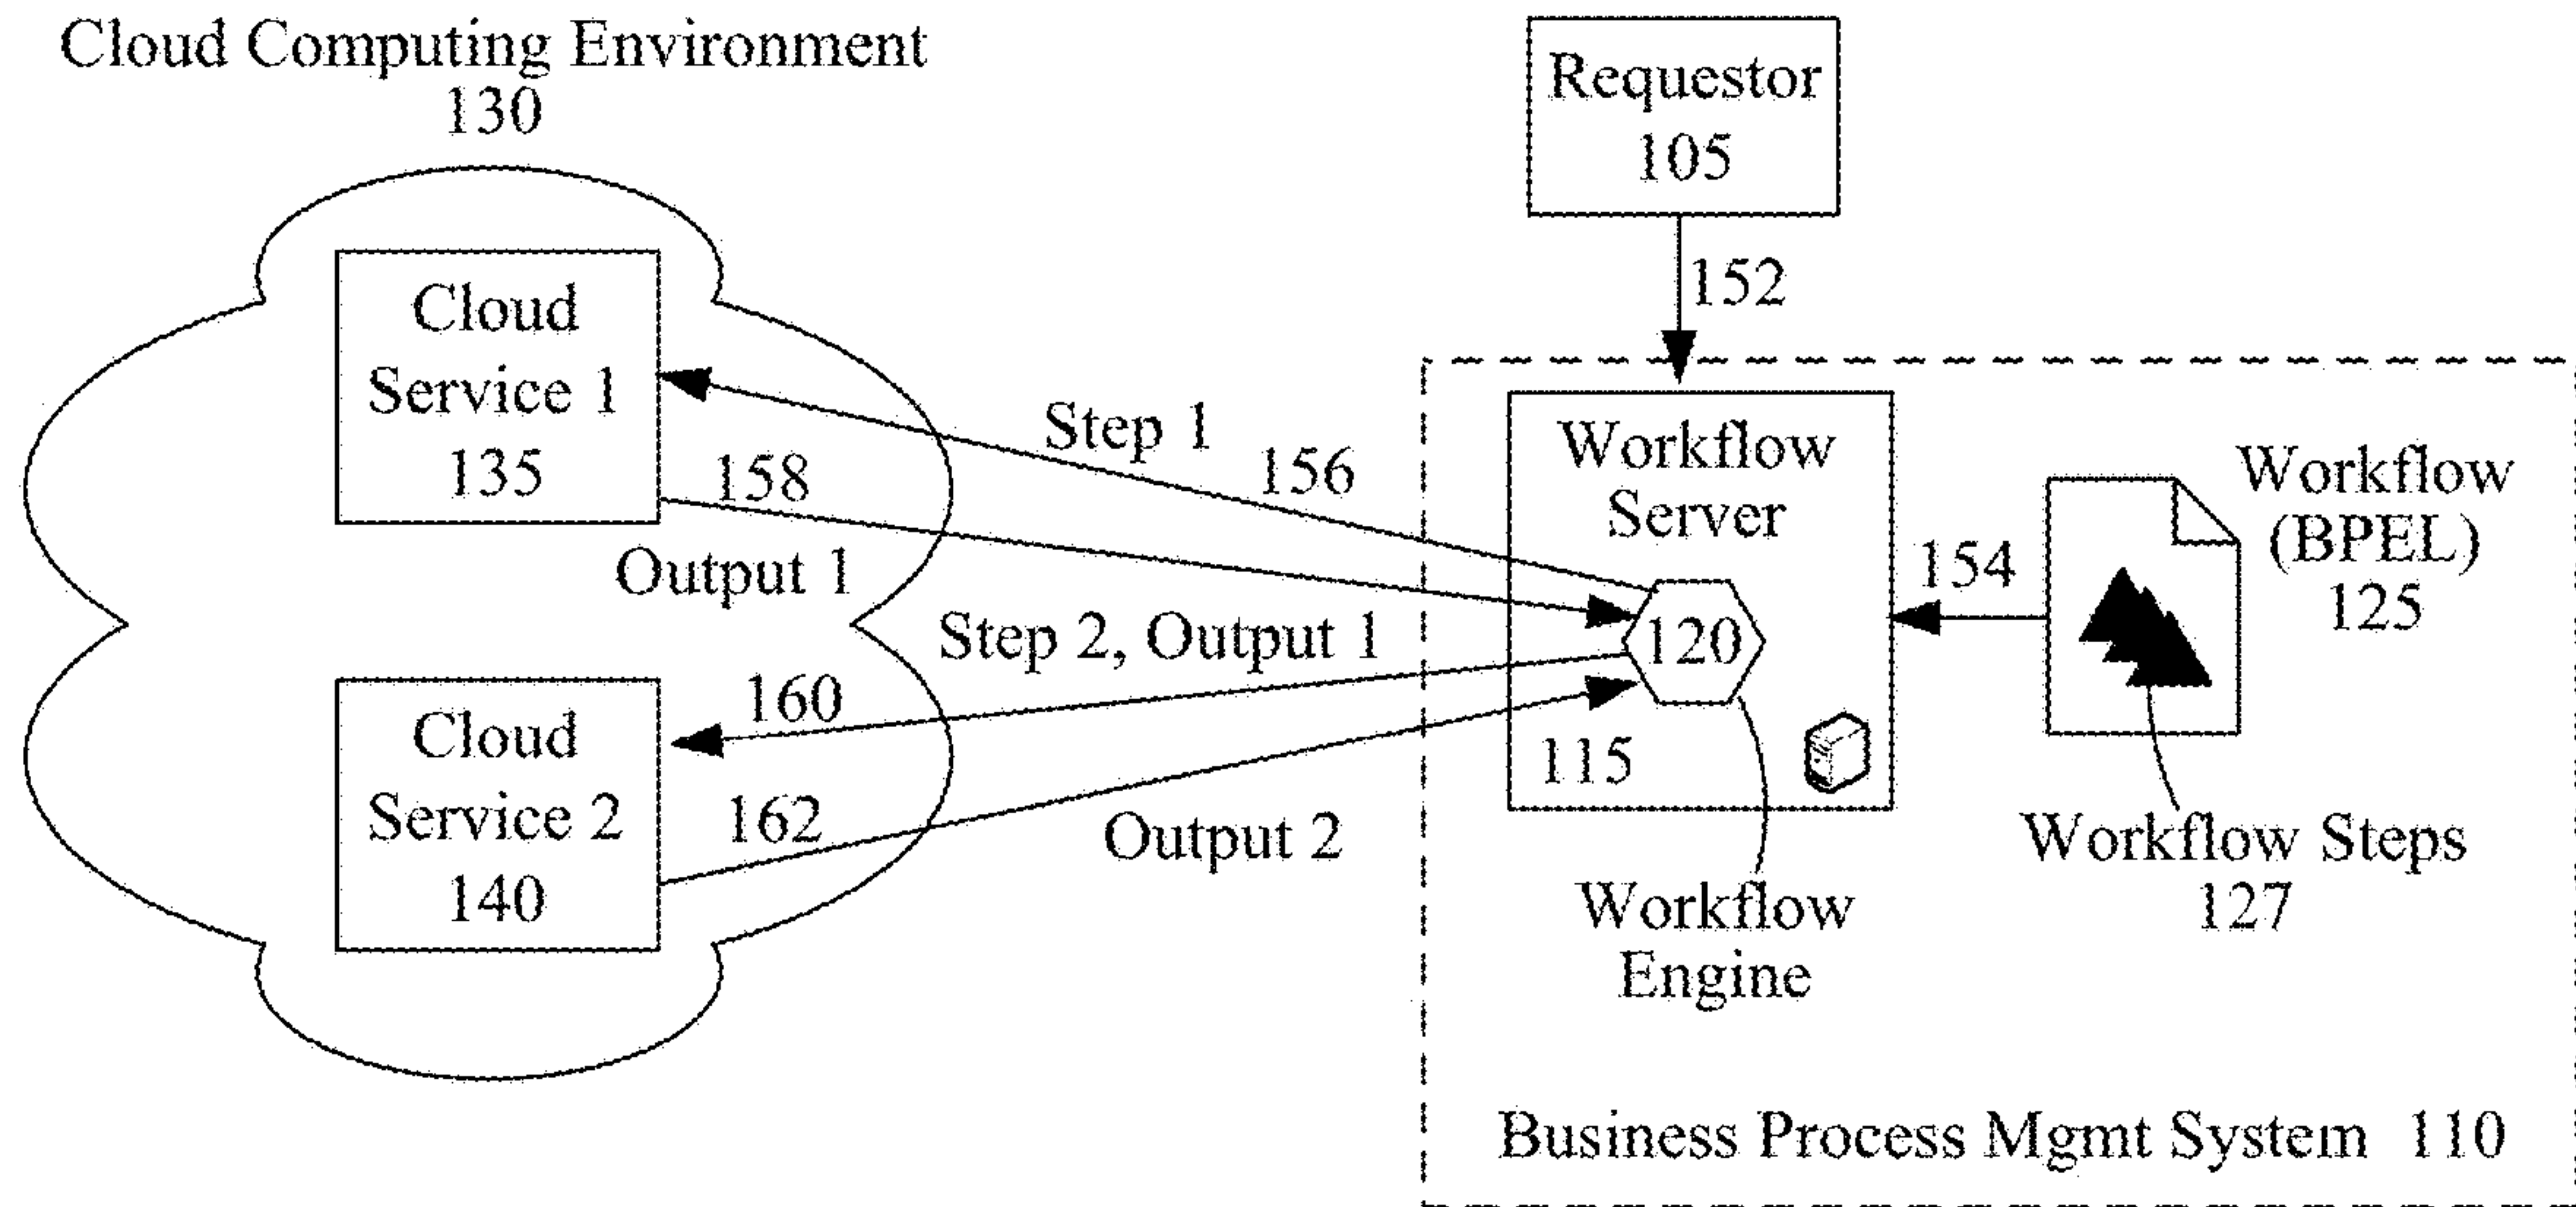 Cloud Computing Environment
130
Requestor
105
152
Cloud
Service 1
135
Step 1
156
158
Output 1
Workflow
Server
120
115
154
Workflow
(BPEL)
125
Step 2, Output 1
160
Cloud
Service 2
140
162
Output 2
Workflow
Engine
Workflow Steps
127
Business Process Mgmt System 110